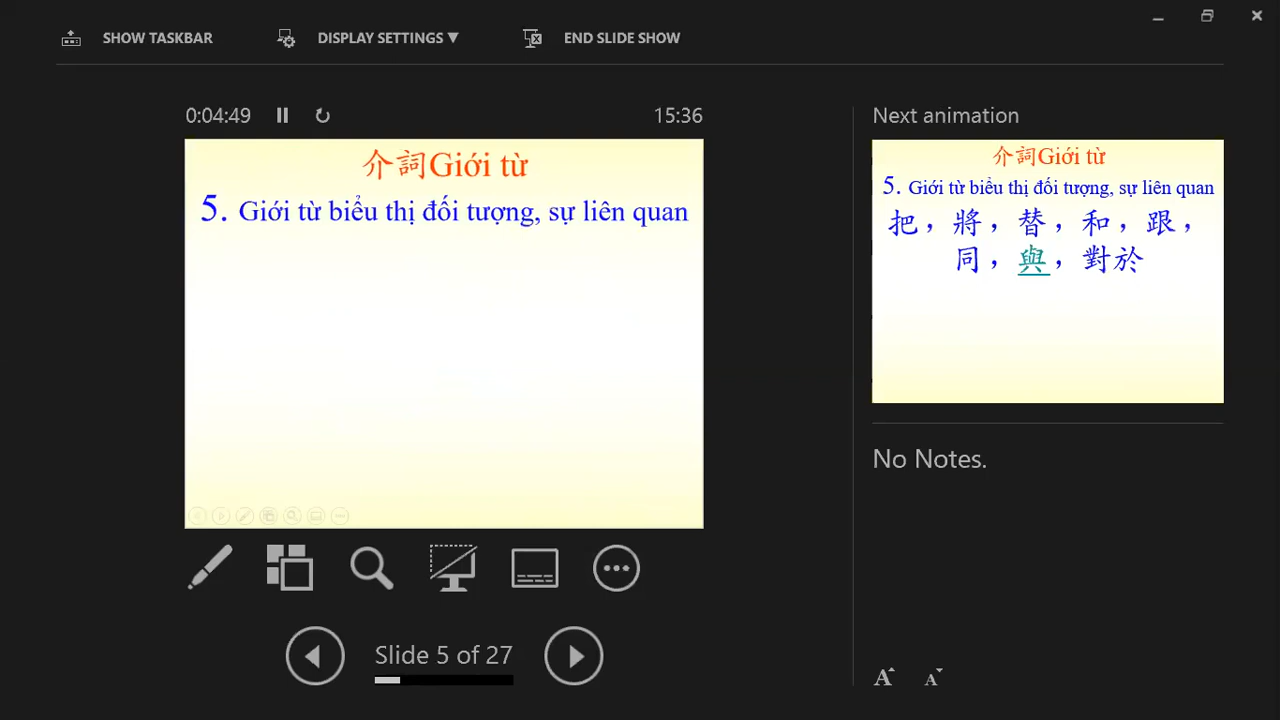 SHOW TASKBAR
DISPLAY SETTINGS ▼
END SLIDE SHOW
0:04:49
15:36
介詞Giới từ
5. Giới từ biểu thị đối tượng, sự liên quan
Next animation
介詞Giới từ
5. Giới từ biểu thị đối tượng, sự liên quan
把，將，替，和，跟，
同，與，對於
No Notes.
Slide 5 of 27
A A